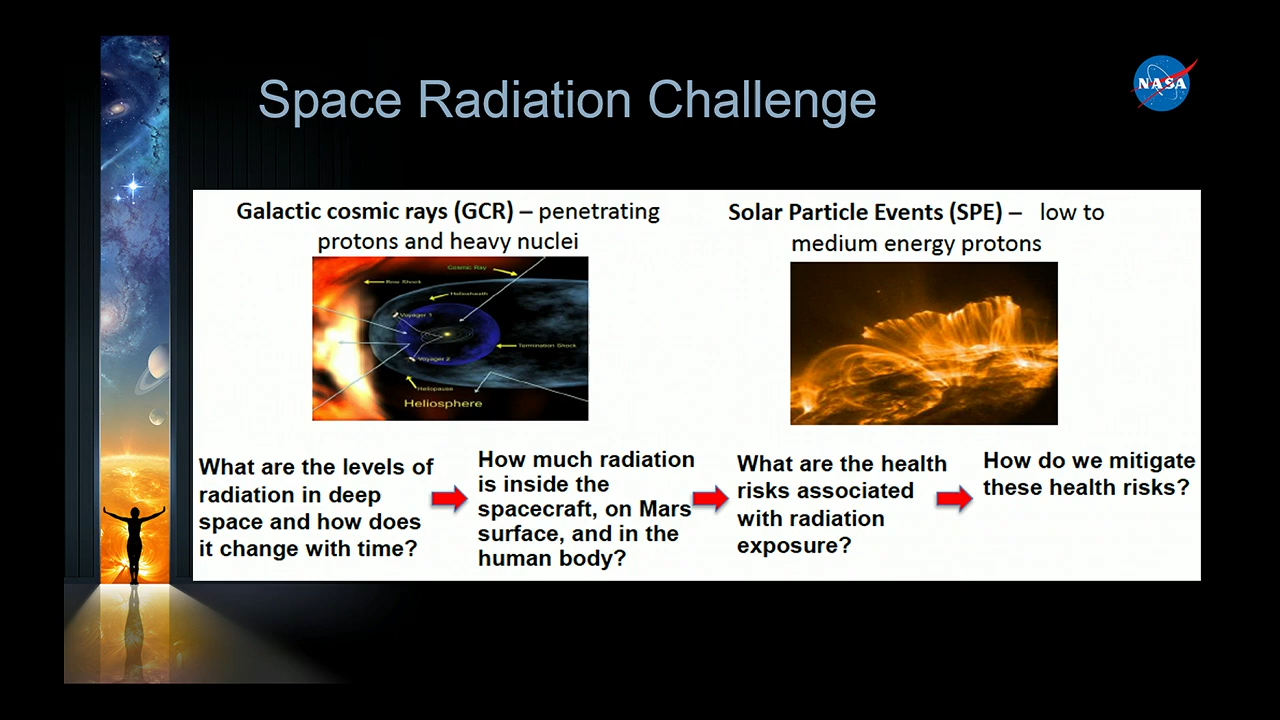 Space Radiation Challenge
NASA
Galactic cosmic rays (GCR) – penetrating
protons and heavy nuclei
Cosmic Ray
Bow Shock
Heliosheath
Voyager 1
Termination Shock
Voyager 2
Heliopause
Heliosphere
Solar Particle Events (SPE) – low to
medium energy protons
What are the levels of
radiation in deep
space and how does
it change with time?
How much radiation
is inside the
spacecraft, on Mars
surface, and in the
human body?
What are the health
risks associated
with radiation
exposure?
How do we mitigate
these health risks?